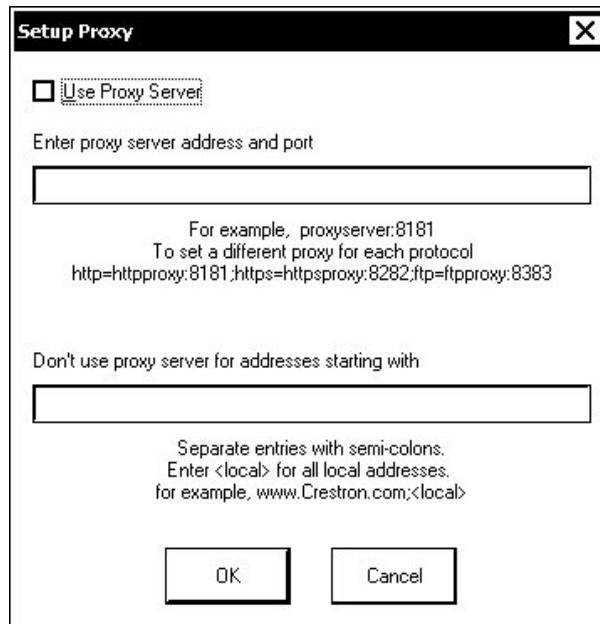 Setup Proxy
Use Proxy Server
Enter proxy server address and port
For example, proxyserver:8181
To set a different proxy for each protocol
http=httpproxy:8181;https=httpsproxy:8282;ftp=ftpproxy:8383
Don't use proxy server for addresses starting with
Separate entries with semi-colons.
Enter <local> for all local addresses.
for example, www.Crestron.com;<local>
OK
Cancel